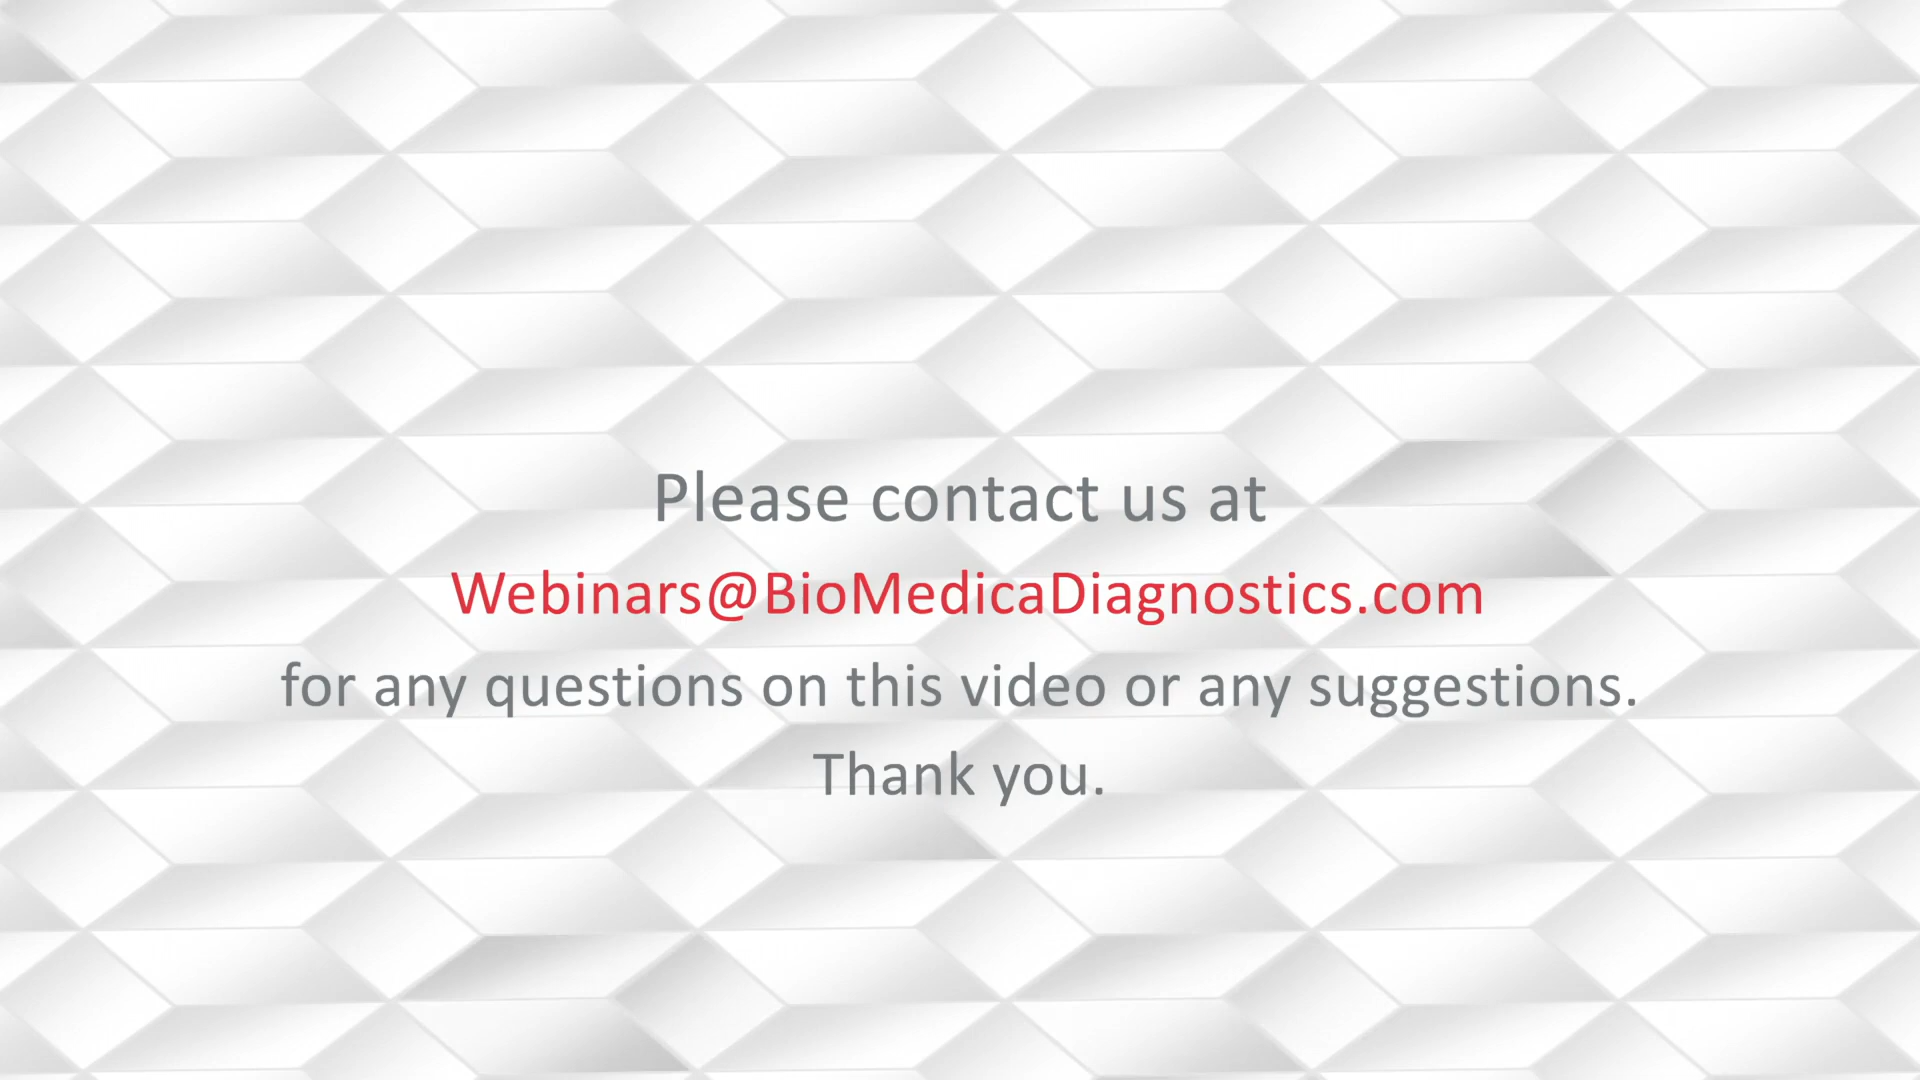 Please contact us at
Webinars@BioMedicaDiagnostics.com
for any questions on this video or any suggestions.
Thank you.